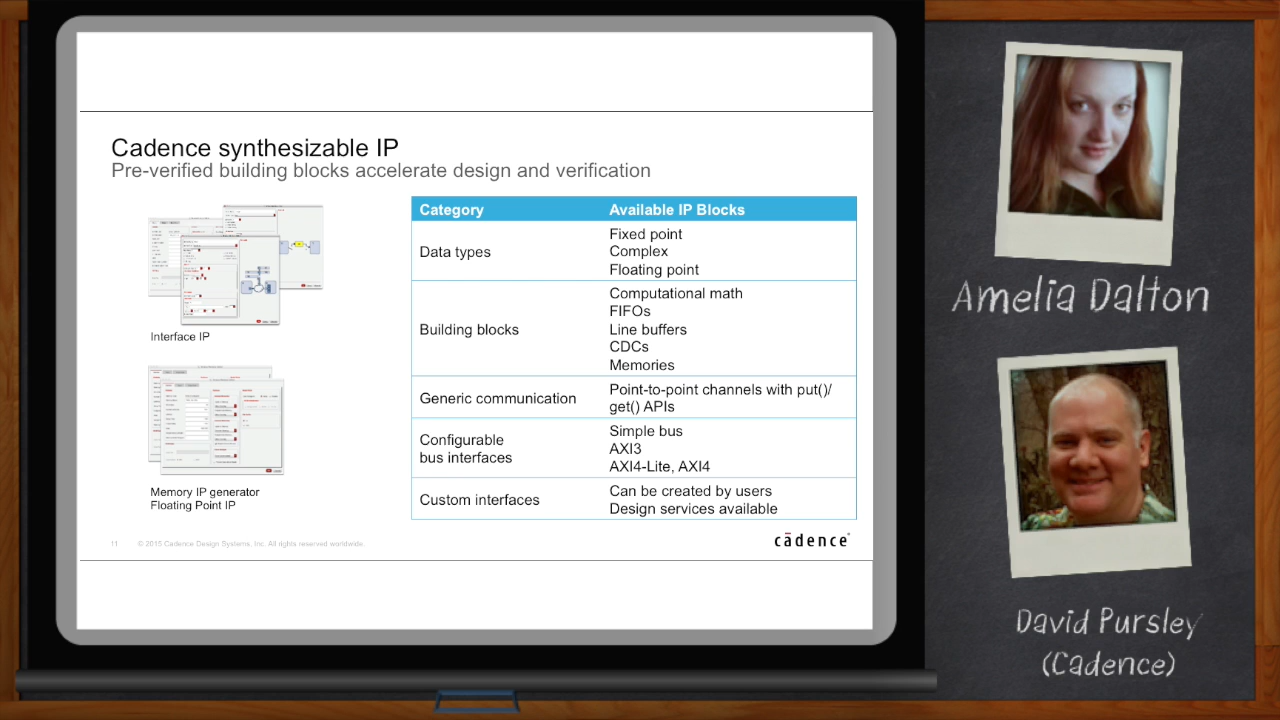 Cadence synthesizable IP
Pre-verified building blocks accelerate design and verification
Interface IP
Memory IP generator
Floating Point IP
Category Available IP Blocks
Data types
Fixed point
Complex
Floating point
Building blocks
Computational math
FIFOs
Line buffers
CDCs
Memories
Generic communication
Point-to-point channels with put()/
get() APIs
Configurable
bus interfaces
Simple bus
AXI3
AXI4-Lite, AXI4
Custom interfaces
Can be created by users
Design services available
11 © 2015 Cadence Design Systems, Inc. All rights reserved worldwide.
cādence®
Amelia Dalton
David Pursley
(Cadence)